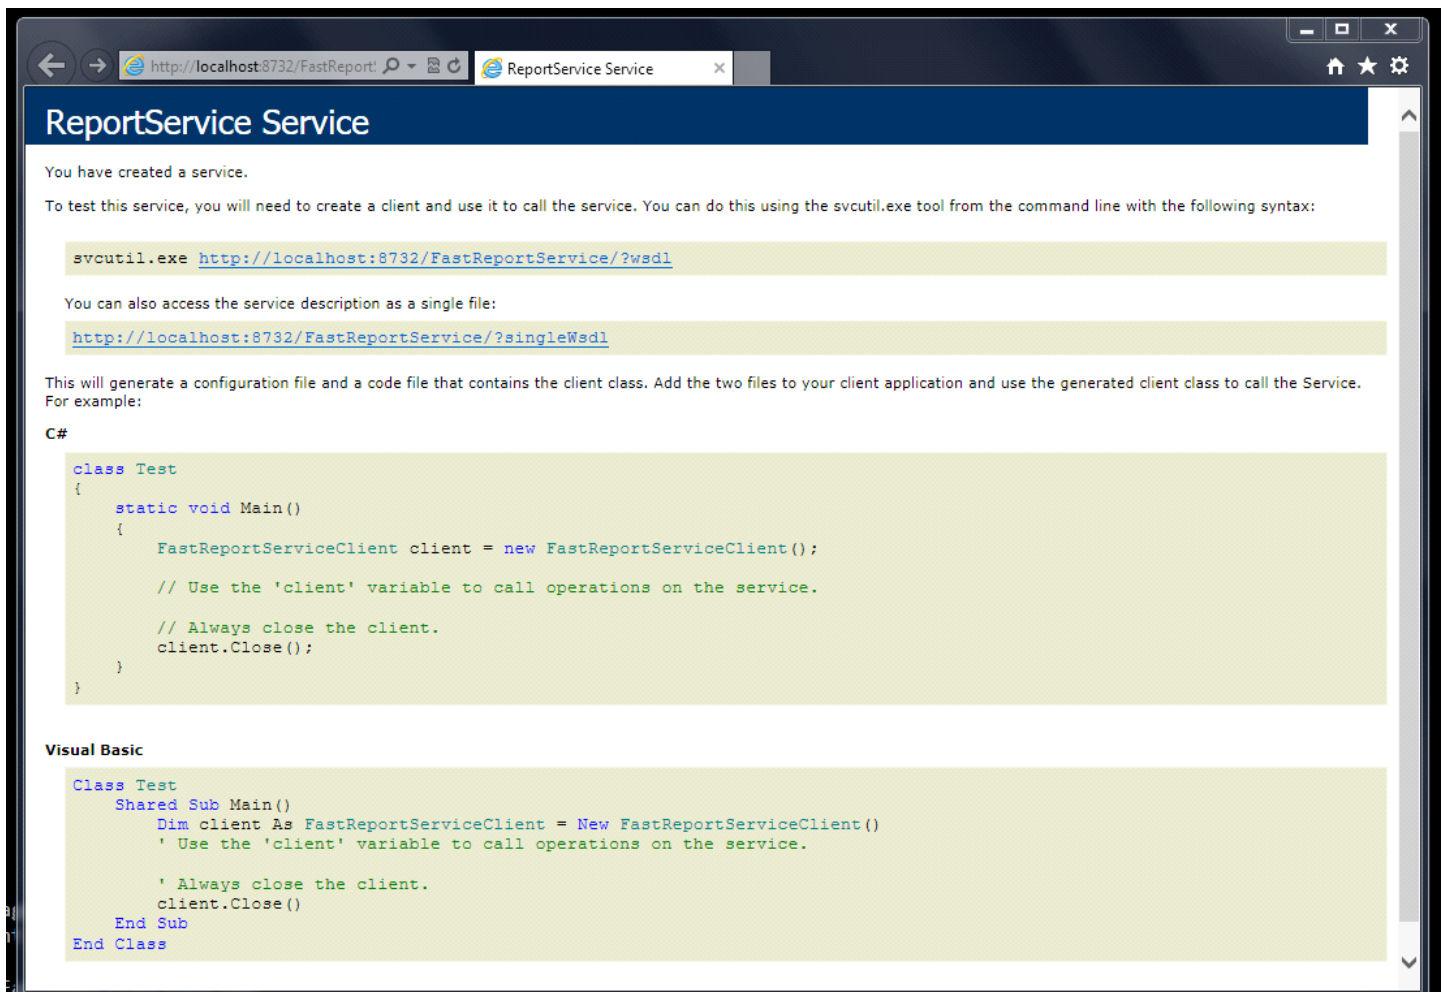 http://localhost:8732/FastReport
ReportService Service
ReportService Service
You have created a service.
To test this service, you will need to create a client and use it to call the service. You can do this using the svcutil.exe tool from the command line with the following syntax:
svcutil.exe http://localhost:8732/FastReportService/?wsdl
You can also access the service description as a single file:
http://localhost:8732/FastReportService/?singleWsdl
This will generate a configuration file and a code file that contains the client class. Add the two files to your client application and use the generated client class to call the Service.
For example:
C#
class Test
{
    static void Main()
    {
        FastReportServiceClient client = new FastReportServiceClient();
        // Use the 'client' variable to call operations on the service.
        // Always close the client.
        client.Close();
    }
}
Visual Basic
Class Test
    Shared Sub Main()
        Dim client As FastReportServiceClient = New FastReportServiceClient()
        ' Use the 'client' variable to call operations on the service.
        ' Always close the client.
        client.Close()
    End Sub
End Class